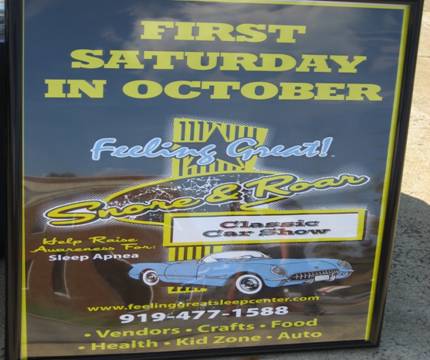 FIRST
SATURDAY
IN OCTOBER
Feeling Great!
Snore & Roar
Classic
Car Show
Help Raise
Awareness For:
Sleep Apnea
www.feelinggreatsleepcenter.com
919-477-1588
• Vendors • Crafts • Food
• Health • Kid Zone • Auto